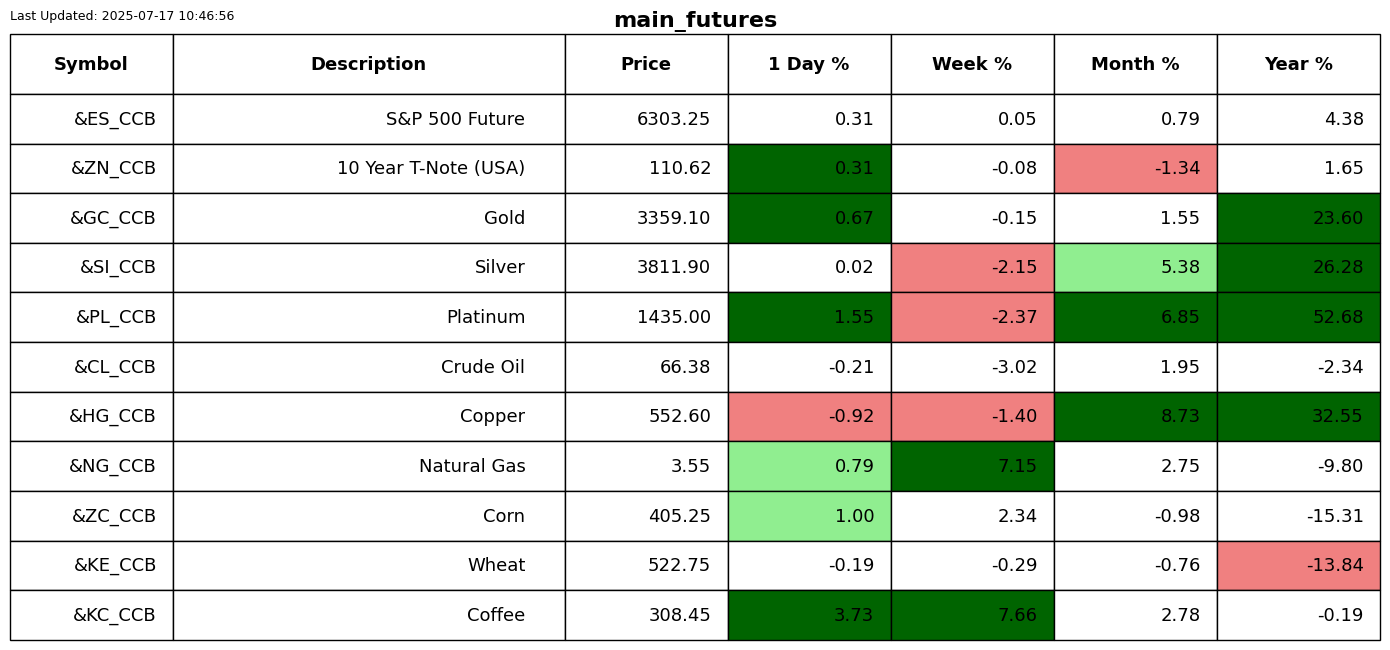 Last Updated: 2025-07-17 10:46:56
main_futures
Symbol Description Price 1 Day % Week % Month % Year %
&ES_CCB S&P 500 Future 6303.25 0.31 0.05 0.79 4.38
&ZN_CCB 10 Year T-Note (USA) 110.62 0.31 -0.08 -1.34 1.65
&GC_CCB Gold 3359.10 0.67 -0.15 1.55 23.60
&SI_CCB Silver 3811.90 0.02 -2.15 5.38 26.28
&PL_CCB Platinum 1435.00 1.55 -2.37 6.85 52.68
&CL_CCB Crude Oil 66.38 -0.21 -3.02 1.95 -2.34
&HG_CCB Copper 552.60 -0.92 -1.40 8.73 32.55
&NG_CCB Natural Gas 3.55 0.79 7.15 2.75 -9.80
&ZC_CCB Corn 405.25 1.00 2.34 -0.98 -15.31
&KE_CCB Wheat 522.75 -0.19 -0.29 -0.76 -13.84
&KC_CCB Coffee 308.45 3.73 7.66 2.78 -0.19